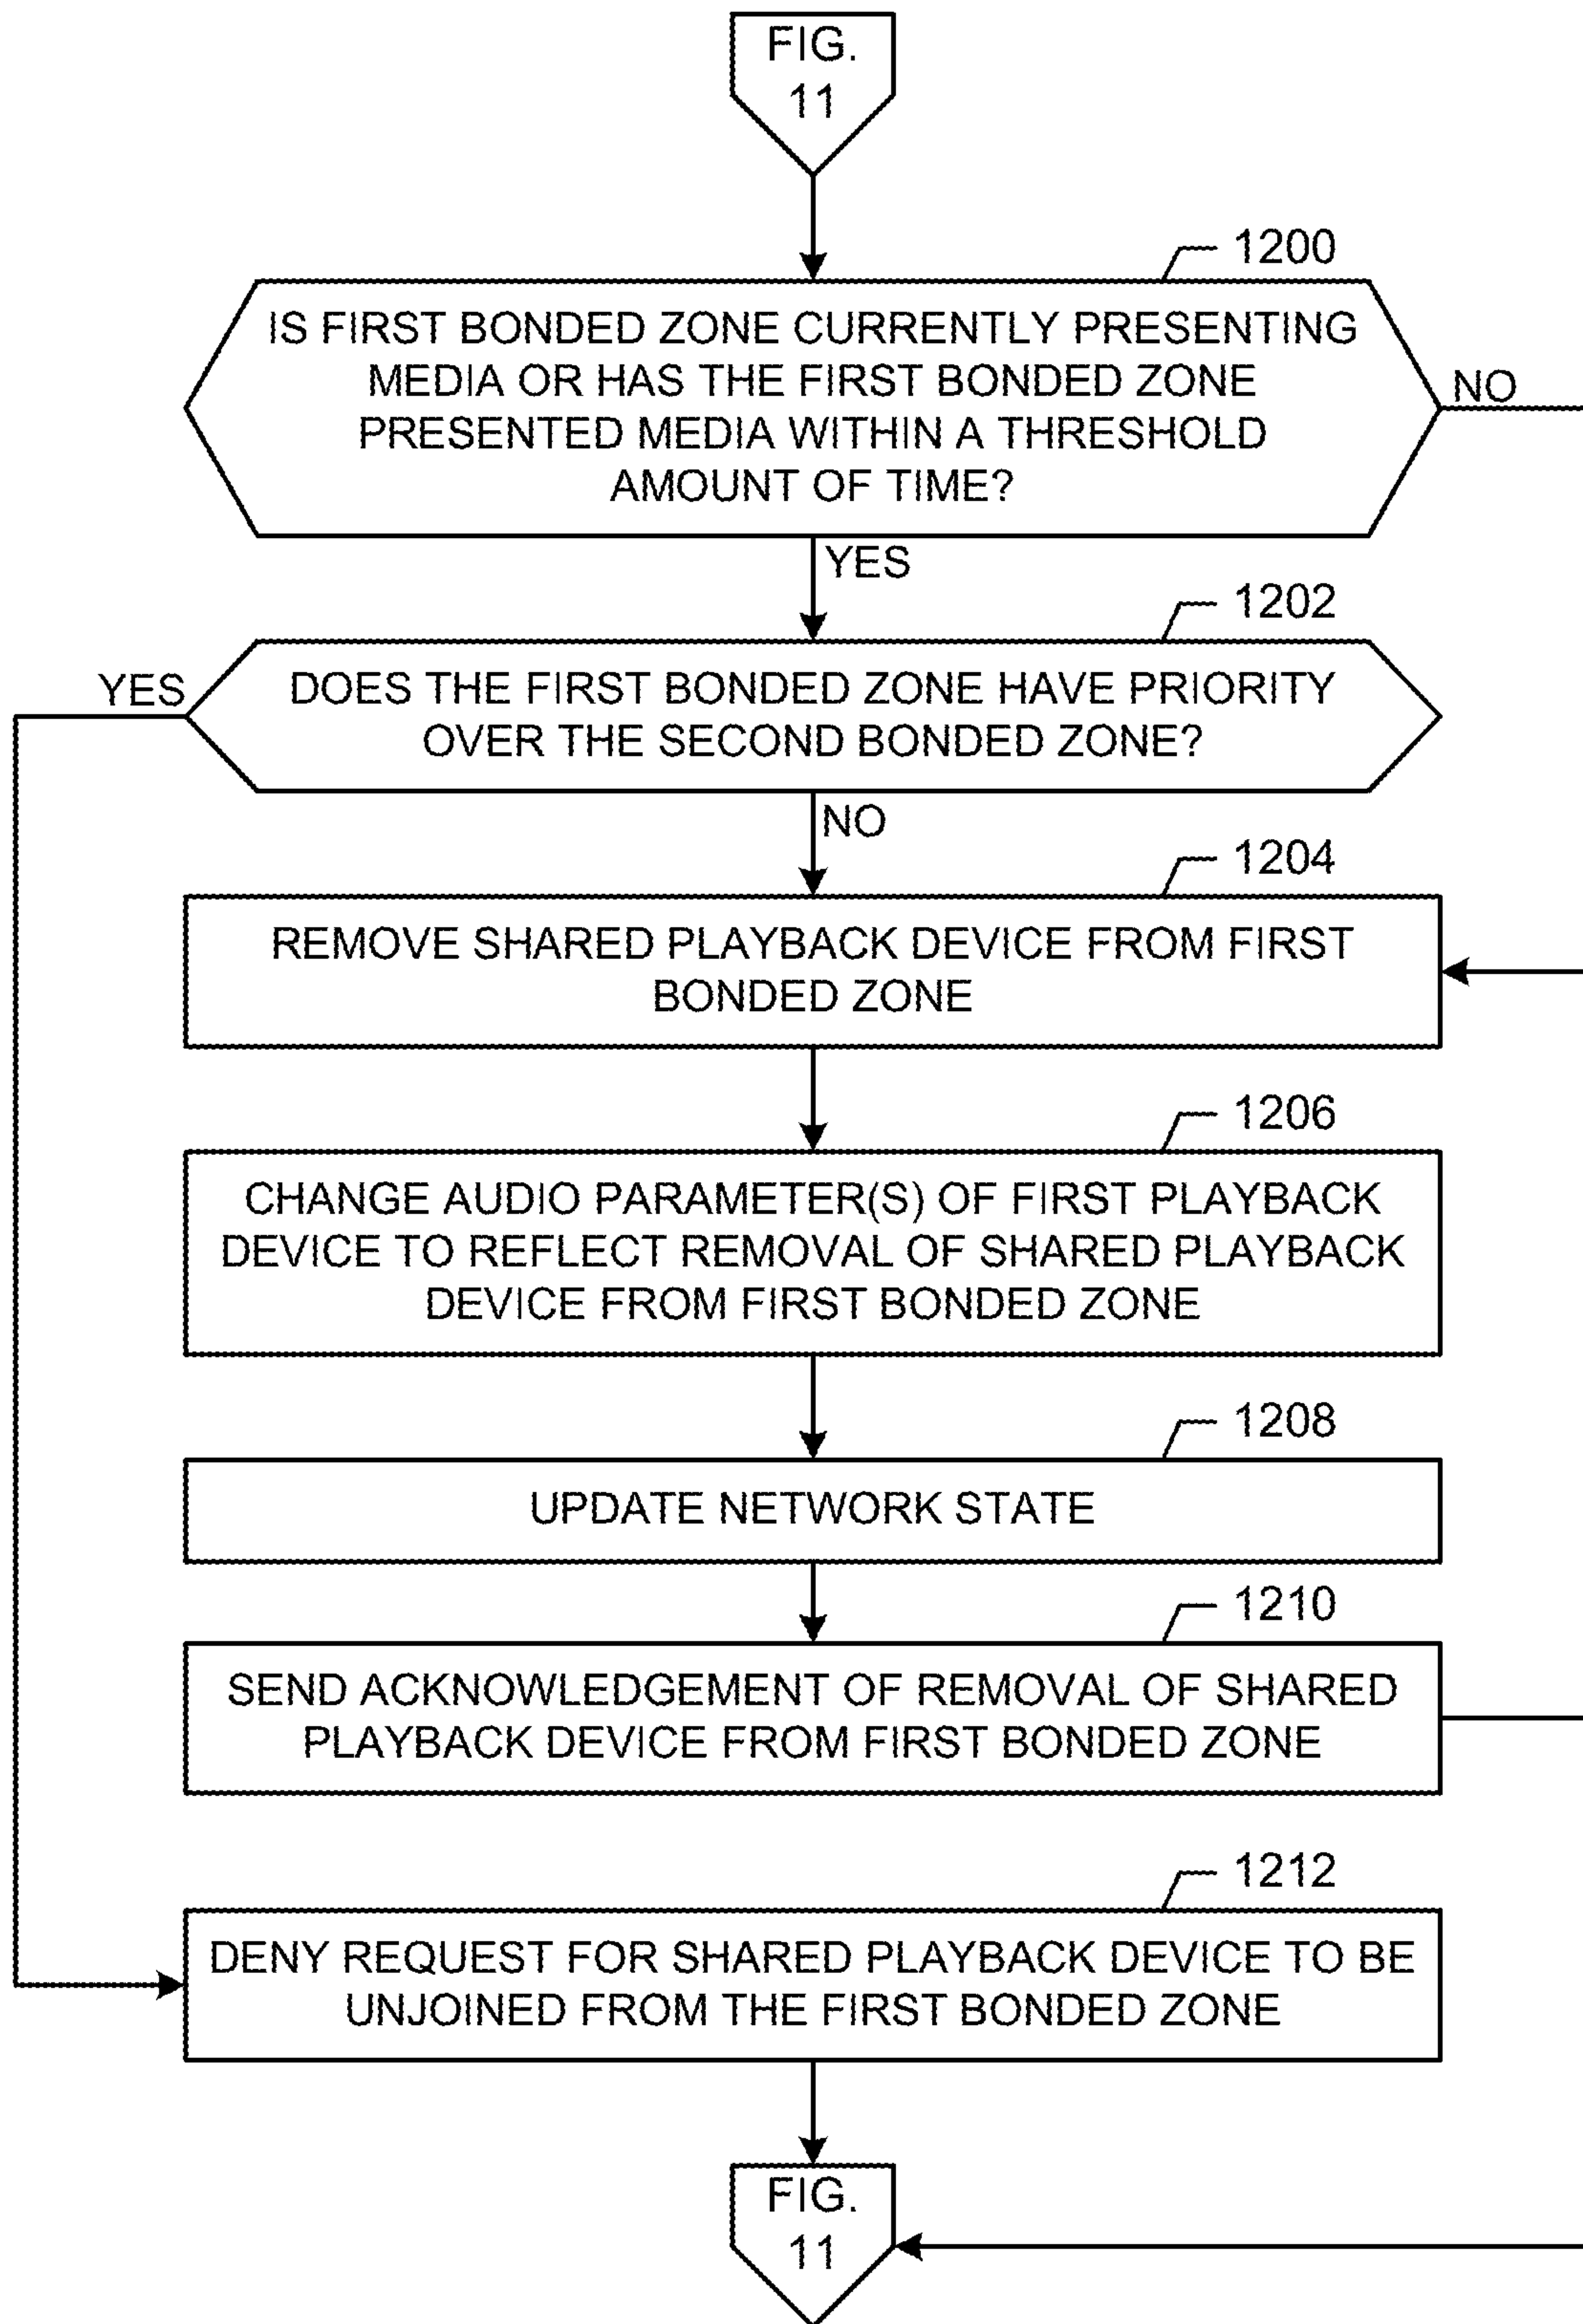 FIG.
11
1200
IS FIRST BONDED ZONE CURRENTLY PRESENTING
MEDIA OR HAS THE FIRST BONDED ZONE
PRESENTED MEDIA WITHIN A THRESHOLD
AMOUNT OF TIME?
NO
YES
1202
YES
DOES THE FIRST BONDED ZONE HAVE PRIORITY
OVER THE SECOND BONDED ZONE?
NO
1204
REMOVE SHARED PLAYBACK DEVICE FROM FIRST
BONDED ZONE
1206
CHANGE AUDIO PARAMETER(S) OF FIRST PLAYBACK
DEVICE TO REFLECT REMOVAL OF SHARED PLAYBACK
DEVICE FROM FIRST BONDED ZONE
1208
UPDATE NETWORK STATE
1210
SEND ACKNOWLEDGEMENT OF REMOVAL OF SHARED
PLAYBACK DEVICE FROM FIRST BONDED ZONE
1212
DENY REQUEST FOR SHARED PLAYBACK DEVICE TO BE
UNJOINED FROM THE FIRST BONDED ZONE
FIG.
11